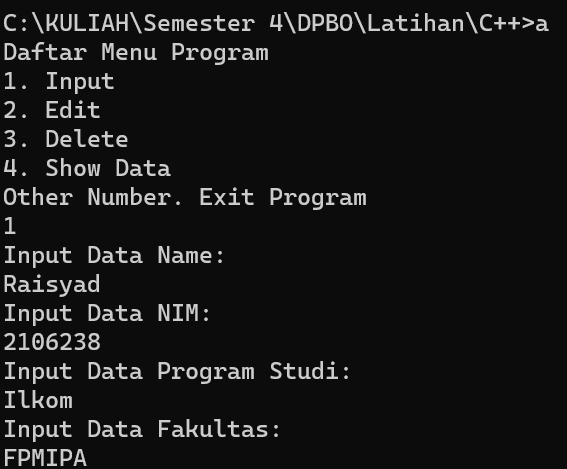 C:\KULIAH\Semester 4\DPBO\Latihan\C++>a
Daftar Menu Program
1. Input
2. Edit
3. Delete
4. Show Data
Other Number. Exit Program
1
Input Data Name:
Raisyad
Input Data NIM:
2106238
Input Data Program Studi:
Ilkom
Input Data Fakultas:
FPMIPA